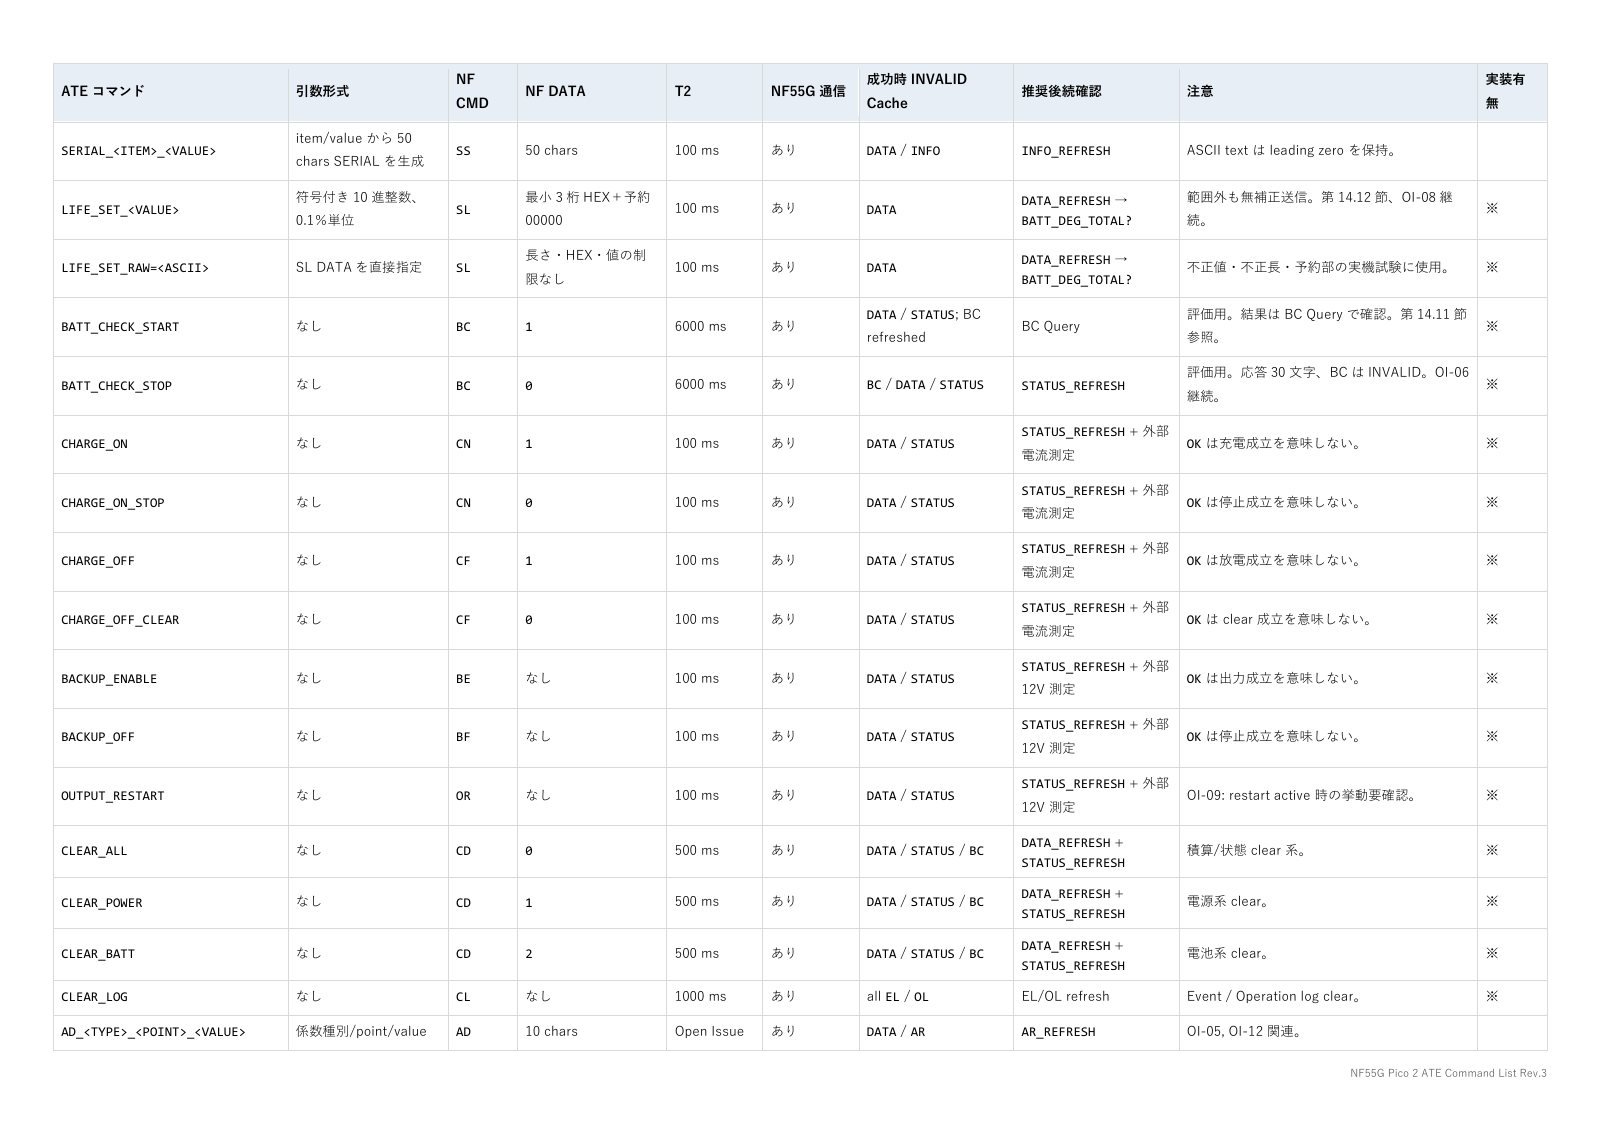 ATE コマンド 引数形式 NF CMD NF DATA T2 NF55G 通信 成功時 INVALID Cache 推奨後続確認 注意 実装有無
SERIAL_<ITEM>_<VALUE> item/value から 50 chars SERIAL を生成 SS 50 chars 100 ms あり DATA / INFO INFO_REFRESH ASCII text は leading zero を保持。
LIFE_SET_<VALUE> 符号付き 10 進整数、0.1%単位 SL 最小 3 桁 HEX＋予約 00000 100 ms あり DATA DATA_REFRESH → BATT_DEG_TOTAL? 範囲外も無補正送信。第 14.12 節、OI-08 継続。 ※
LIFE_SET_RAW=<ASCII> SL DATA を直接指定 SL 長さ・HEX・値の制限なし 100 ms あり DATA DATA_REFRESH → BATT_DEG_TOTAL? 不正値・不正長・予約部の実機試験に使用。 ※
BATT_CHECK_START なし BC 1 6000 ms あり DATA / STATUS; BC refreshed BC Query 評価用。結果は BC Query で確認。第 14.11 節参照。 ※
BATT_CHECK_STOP なし BC 0 6000 ms あり BC / DATA / STATUS STATUS_REFRESH 評価用。応答 30 文字、BC は INVALID。OI-06 継続。 ※
CHARGE_ON なし CN 1 100 ms あり DATA / STATUS STATUS_REFRESH + 外部電流測定 OK は充電成立を意味しない。 ※
CHARGE_ON_STOP なし CN 0 100 ms あり DATA / STATUS STATUS_REFRESH + 外部電流測定 OK は停止成立を意味しない。 ※
CHARGE_OFF なし CF 1 100 ms あり DATA / STATUS STATUS_REFRESH + 外部電流測定 OK は放電成立を意味しない。 ※
CHARGE_OFF_CLEAR なし CF 0 100 ms あり DATA / STATUS STATUS_REFRESH + 外部電流測定 OK は clear 成立を意味しない。 ※
BACKUP_ENABLE なし BE なし 100 ms あり DATA / STATUS STATUS_REFRESH + 外部 12V 測定 OK は出力成立を意味しない。 ※
BACKUP_OFF なし BF なし 100 ms あり DATA / STATUS STATUS_REFRESH + 外部 12V 測定 OK は停止成立を意味しない。 ※
OUTPUT_RESTART なし OR なし 100 ms あり DATA / STATUS STATUS_REFRESH + 外部 12V 測定 OI-09: restart active 時の挙動要確認。 ※
CLEAR_ALL なし CD 0 500 ms あり DATA / STATUS / BC DATA_REFRESH + STATUS_REFRESH 積算/状態 clear 系。 ※
CLEAR_POWER なし CD 1 500 ms あり DATA / STATUS / BC DATA_REFRESH + STATUS_REFRESH 電源系 clear。 ※
CLEAR_BATT なし CD 2 500 ms あり DATA / STATUS / BC DATA_REFRESH + STATUS_REFRESH 電池系 clear。 ※
CLEAR_LOG なし CL なし 1000 ms あり all EL / OL EL/OL refresh Event / Operation log clear。 ※
AD_<TYPE>_<POINT>_<VALUE> 係数種別/point/value AD 10 chars Open Issue あり DATA / AR AR_REFRESH OI-05, OI-12 関連。
NF55G Pico 2 ATE Command List Rev.3